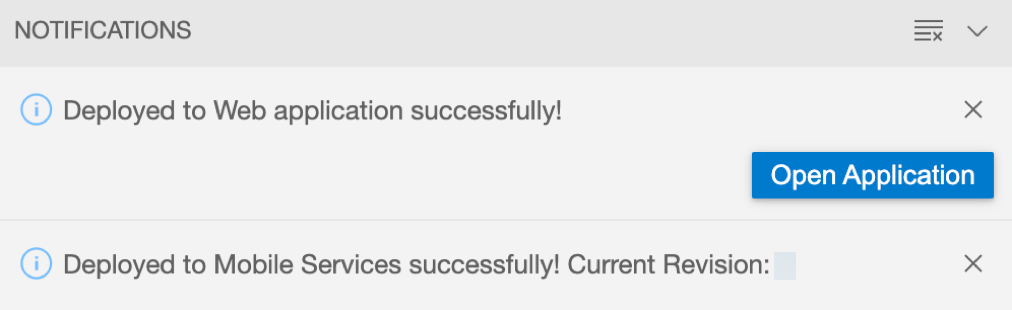 NOTIFICATIONS
Deployed to Web application successfully!
Open Application
Deployed to Mobile Services successfully! Current Revision: